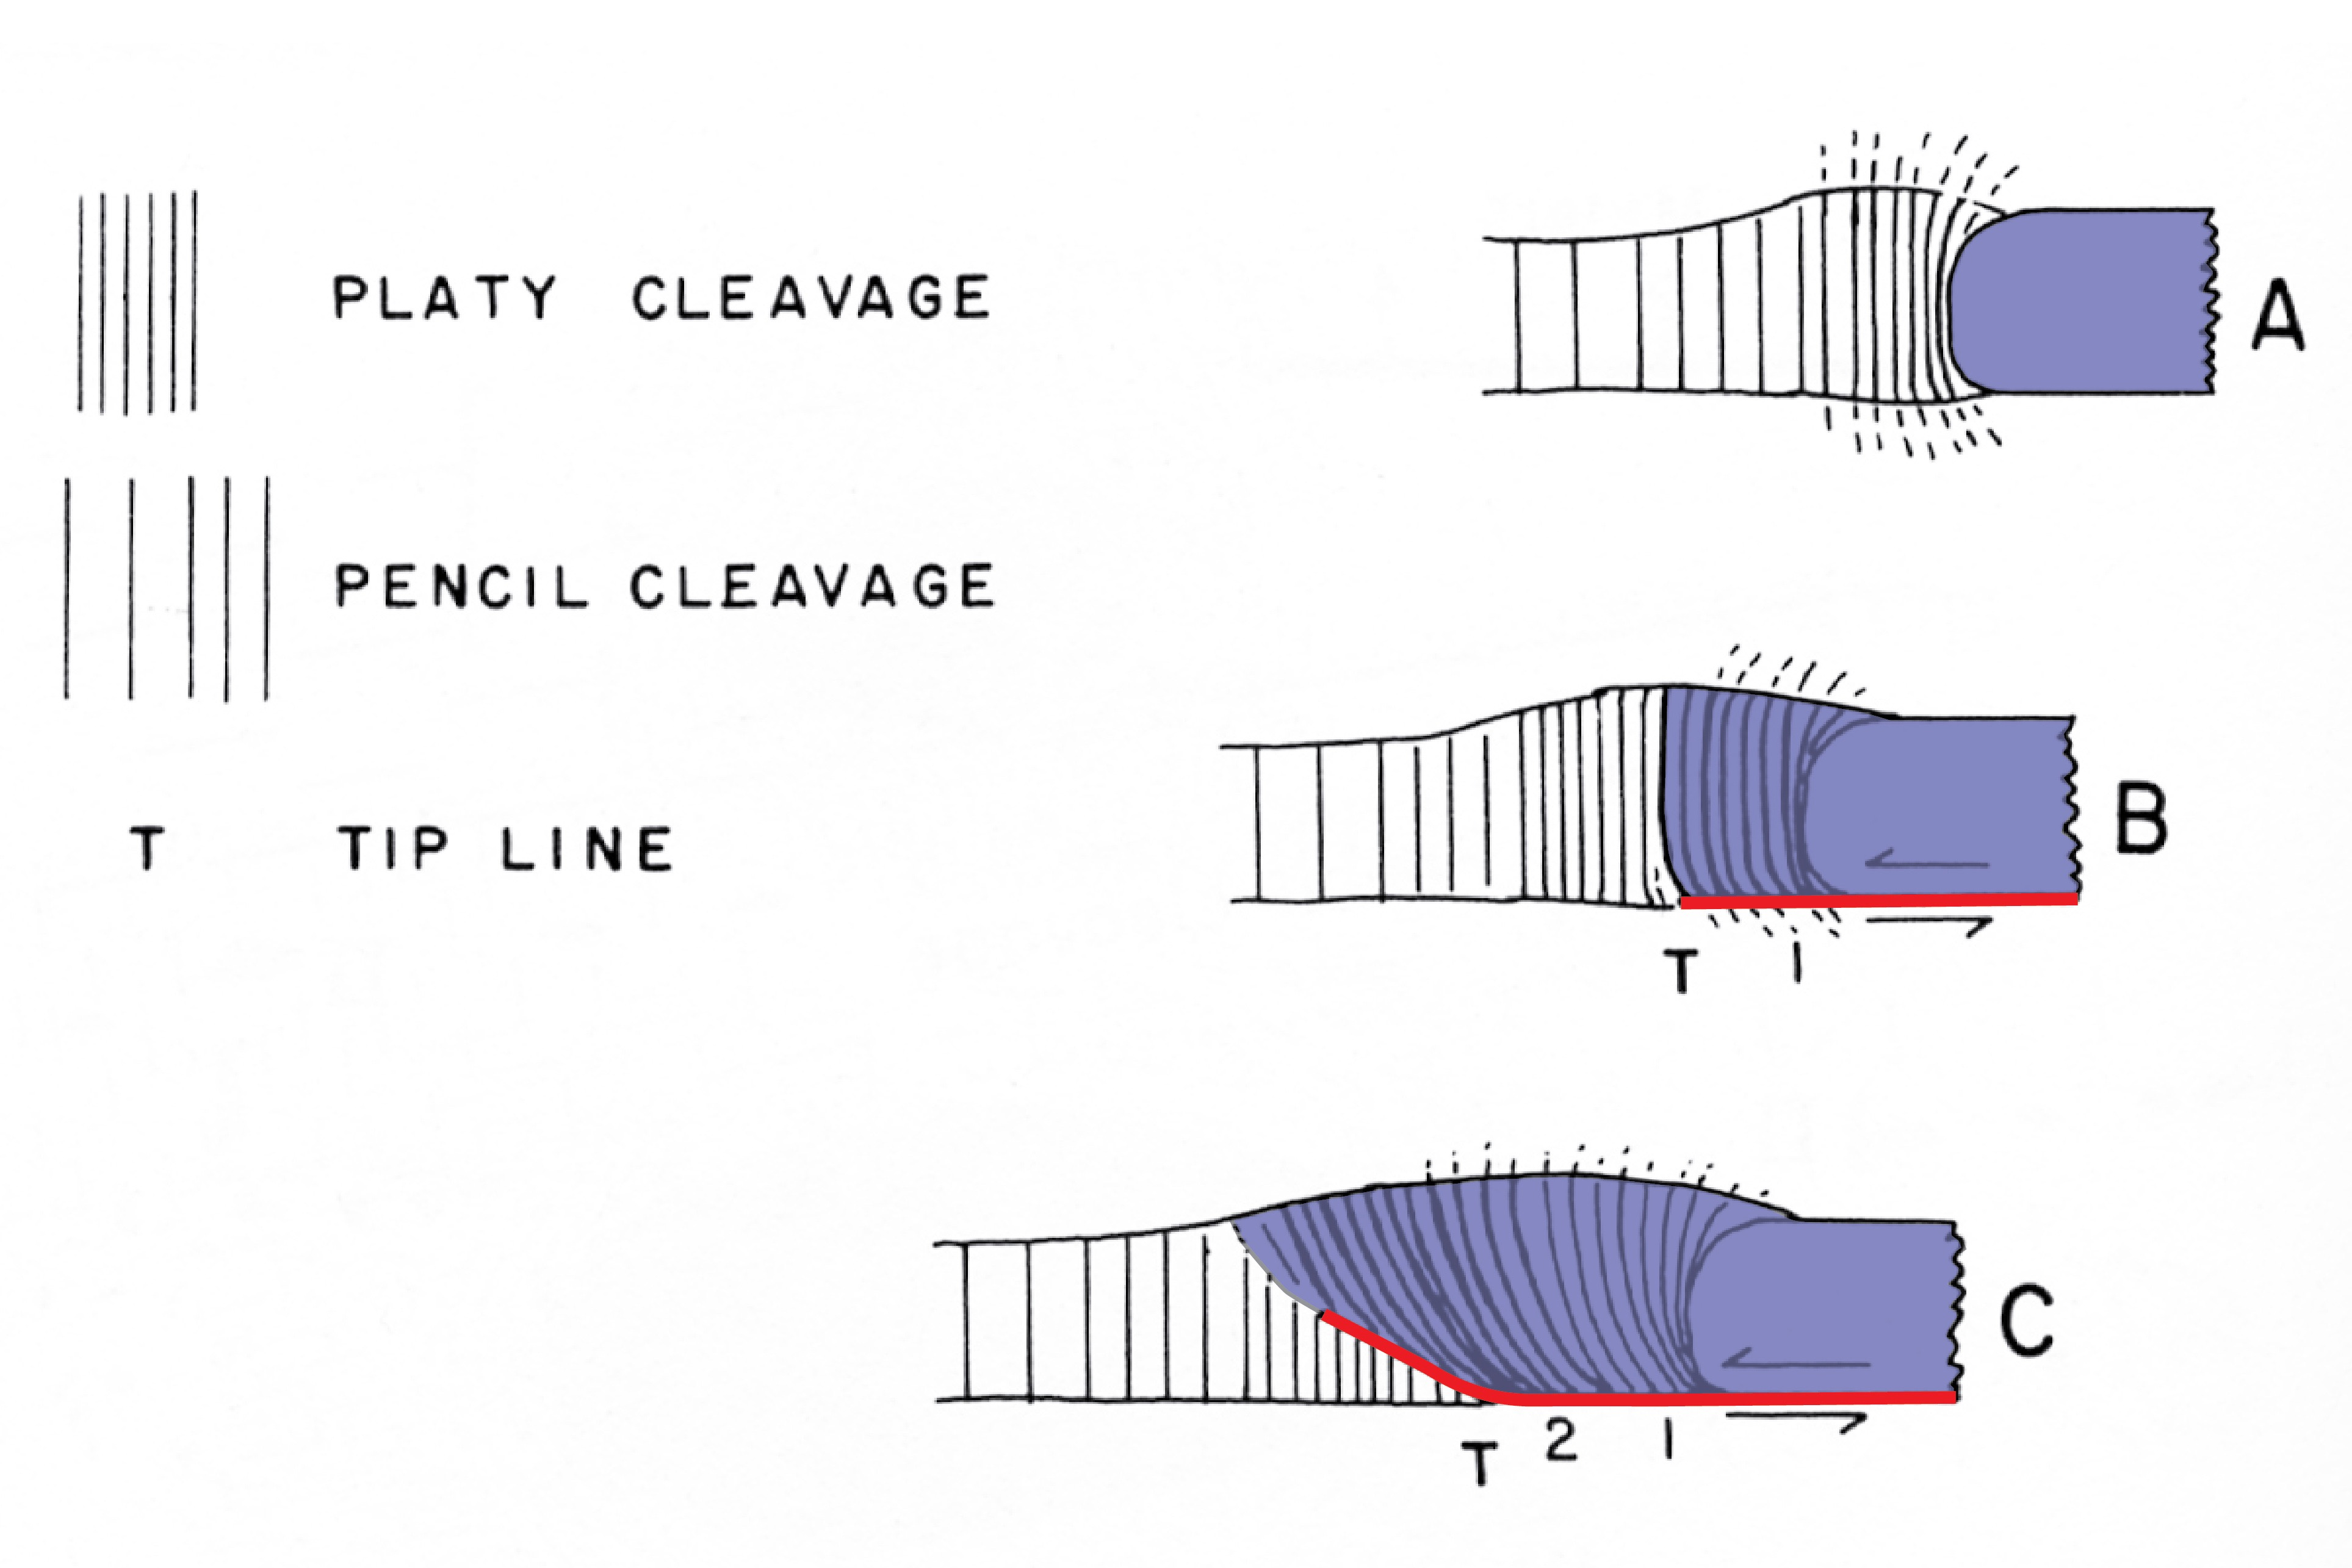 PLATY CLEAVAGE
PENCIL CLEAVAGE
T TIP LINE
A
B
T 1
C
T 2 1